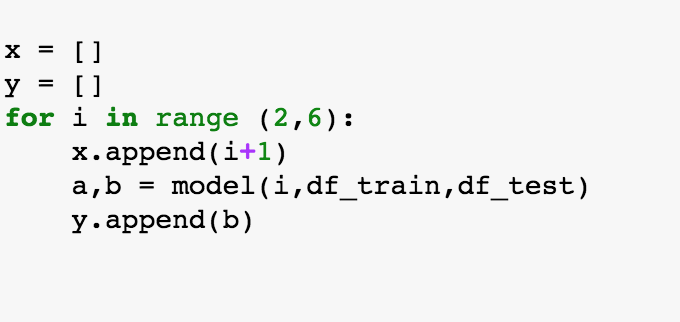 x = []
y = []
for i in range (2,6):
    x.append(i+1)
    a,b = model(i,df_train,df_test)
    y.append(b)